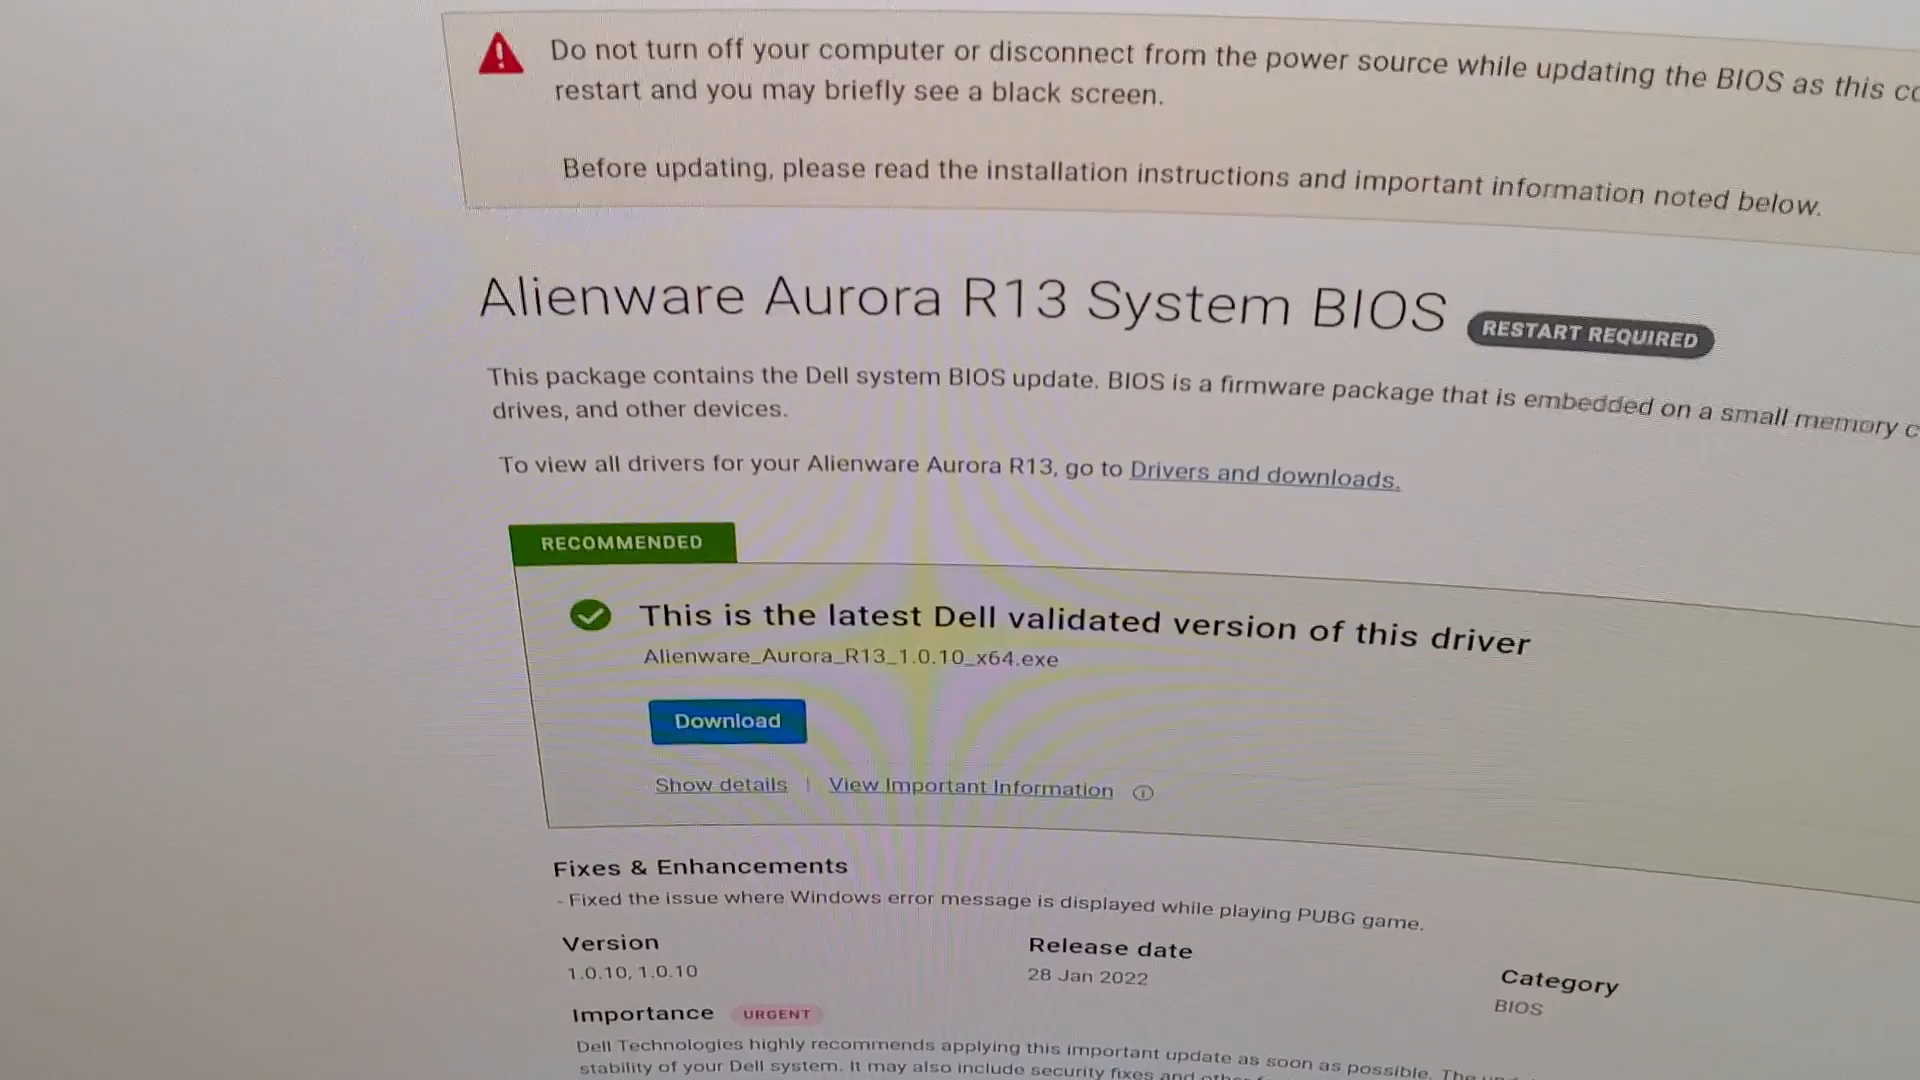 Do not turn off your computer or disconnect from the power source while updating the BIOS as this
restart and you may briefly see a black screen.
Before updating, please read the installation instructions and important information noted below.
Alienware Aurora R13 System BIOS RESTART REQUIRED
This package contains the Dell system BIOS update. BIOS is a firmware package that is embedded on a small memory
drives, and other devices.
To view all drivers for your Alienware Aurora R13, go to Drivers and downloads.
RECOMMENDED
This is the latest Dell validated version of this driver
Alienware_Aurora_R13_1.0.10_x64.exe
Download
Show details | View Important Information
Fixes & Enhancements
- Fixed the issue where Windows error message is displayed while playing PUBG game.
Version
1.0.10, 1.0.10
Release date
28 Jan 2022
Category
BIOS
Importance URGENT
Dell Technologies highly recommends applying this important update as soon as possible. The
stability of your Dell system. It may also include security fixes and